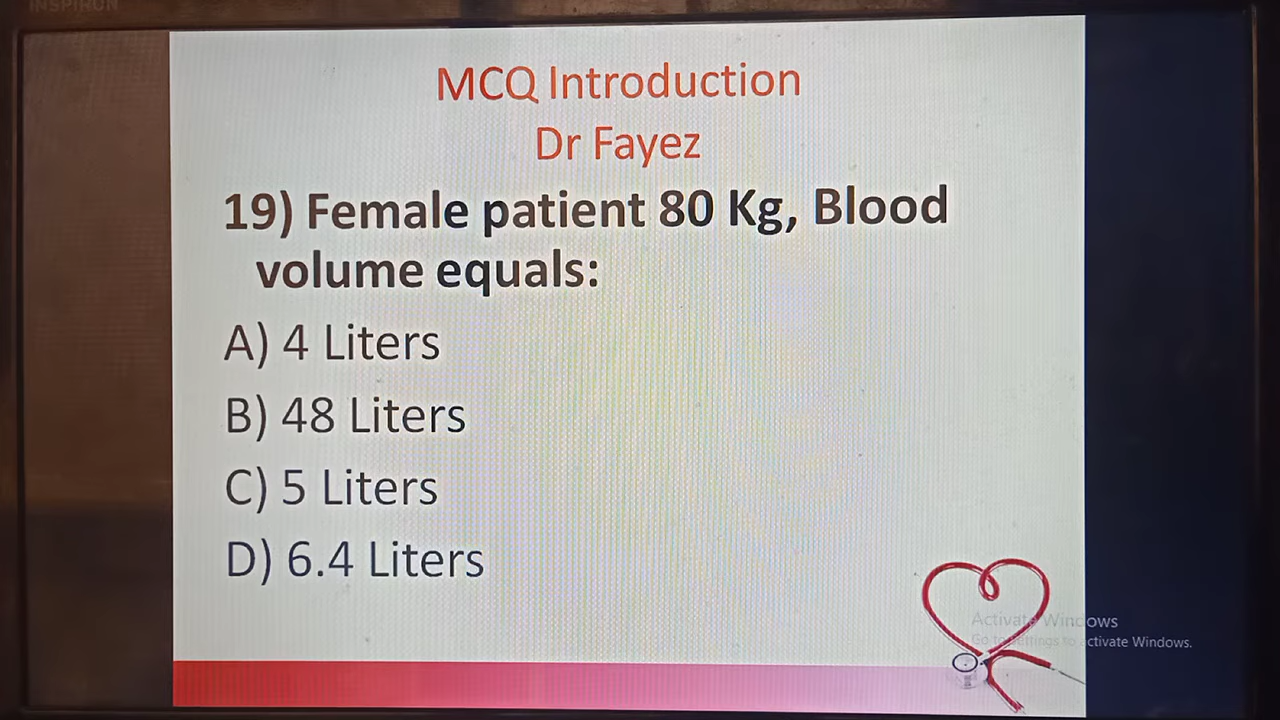 INSPIRON
MCQ Introduction
Dr Fayez
19) Female patient 80 Kg, Blood
volume equals:
A) 4 Liters
B) 48 Liters
C) 5 Liters
D) 6.4 Liters
Activate Windows
Go to Settings to activate Windows.